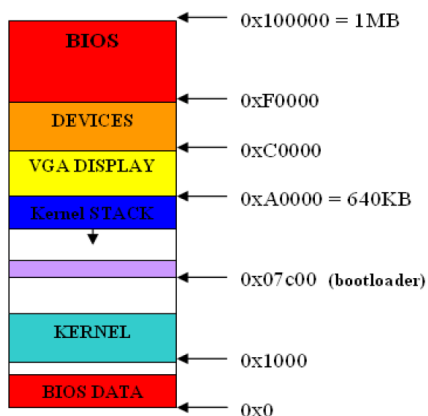 0x100000 = 1MB
BIOS
0xF0000
DEVICES
0xC0000
VGA DISPLAY
0xA0000 = 640KB
Kernel STACK
0x07c00 (bootloader)
KERNEL
0x1000
BIOS DATA
0x0